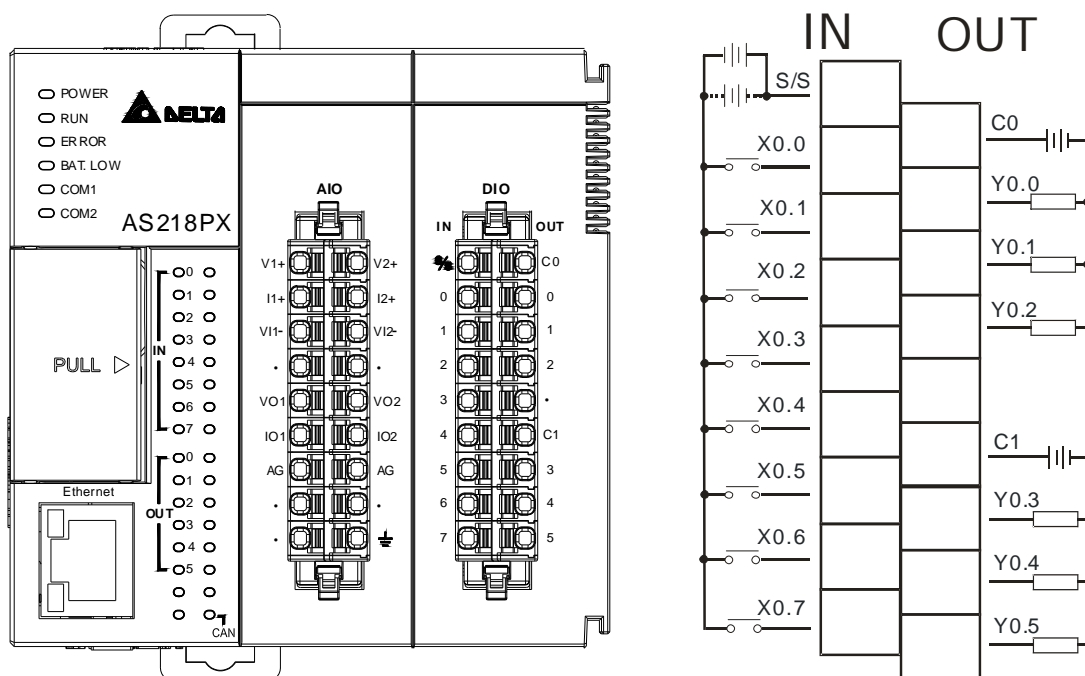 POWER
RUN
ERROR
BAT. LOW
COM1
COM2
DELTA
AS218PX
PULL
IN
0
1
2
3
4
5
6
7
OUT
0
1
2
3
4
5
Ethernet
CAN
AIO
V1+ V2+
I1+ I2+
VI1- VI2-
. .
VO1 VO2
IO1 IO2
AG AG
. .
.
DIO
IN OUT
S/S C0
0 0
1 1
2 2
3 .
4 C1
5 3
6 4
7 5
IN OUT
S/S
X0.0
X0.1
X0.2
X0.3
X0.4
X0.5
X0.6
X0.7
C0
Y0.0
Y0.1
Y0.2
C1
Y0.3
Y0.4
Y0.5